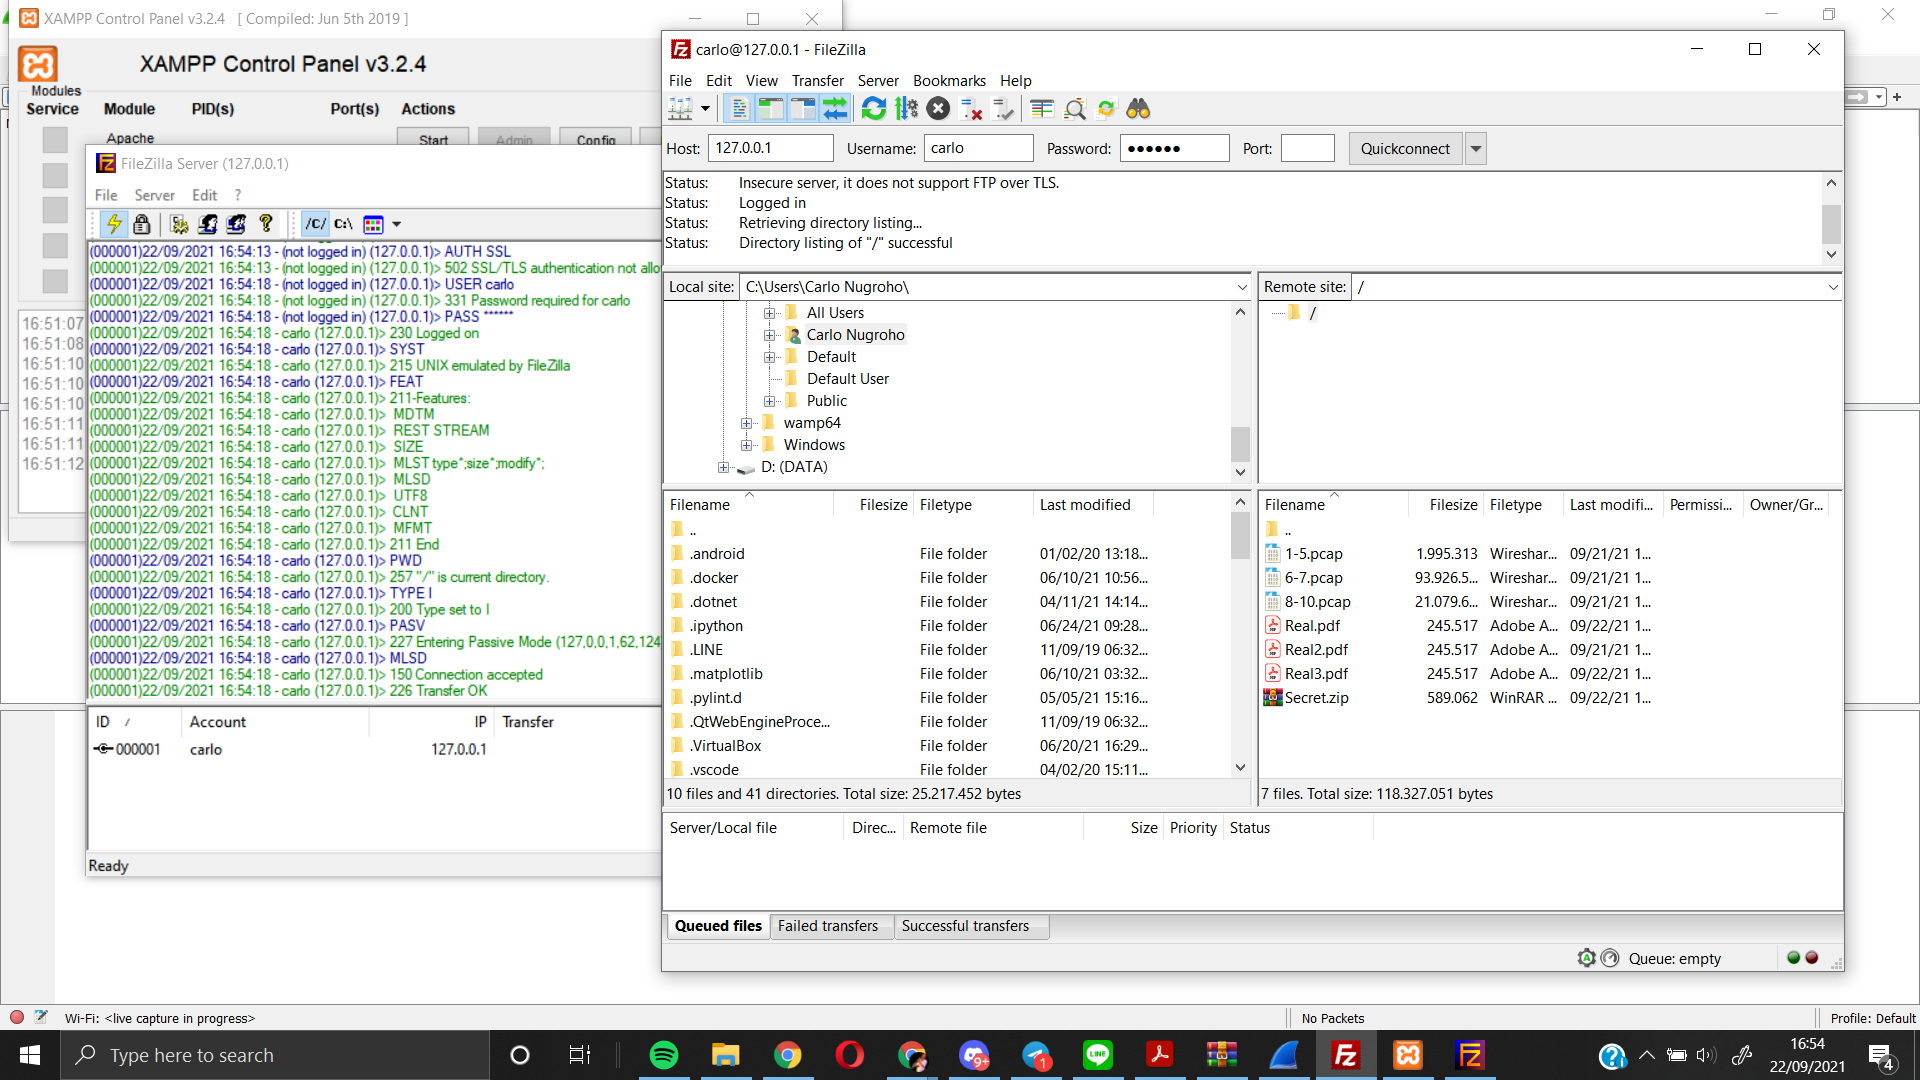 XAMPP Control Panel v3.2.4 [ Compiled: Jun 5th 2019 ]
XAMPP Control Panel v3.2.4
Modules
Service Module PID(s) Port(s) Actions
Apache Start Admin Config
16:51:07
16:51:08
16:51:10
16:51:10
16:51:10
16:51:11
16:51:11
16:51:12
FileZilla Server (127.0.0.1)
File Server Edit ?
/C/ C:\
(000001)22/09/2021 16:54:13 - (not logged in) (127.0.0.1)> AUTH SSL
(000001)22/09/2021 16:54:13 - (not logged in) (127.0.0.1)> 502 SSL/TLS authentication not allo
(000001)22/09/2021 16:54:18 - (not logged in) (127.0.0.1)> USER carlo
(000001)22/09/2021 16:54:18 - (not logged in) (127.0.0.1)> 331 Password required for carlo
(000001)22/09/2021 16:54:18 - (not logged in) (127.0.0.1)> PASS ******
(000001)22/09/2021 16:54:18 - carlo (127.0.0.1)> 230 Logged on
(000001)22/09/2021 16:54:18 - carlo (127.0.0.1)> SYST
(000001)22/09/2021 16:54:18 - carlo (127.0.0.1)> 215 UNIX emulated by FileZilla
(000001)22/09/2021 16:54:18 - carlo (127.0.0.1)> FEAT
(000001)22/09/2021 16:54:18 - carlo (127.0.0.1)> 211-Features:
(000001)22/09/2021 16:54:18 - carlo (127.0.0.1)> MDTM
(000001)22/09/2021 16:54:18 - carlo (127.0.0.1)> REST STREAM
(000001)22/09/2021 16:54:18 - carlo (127.0.0.1)> SIZE
(000001)22/09/2021 16:54:18 - carlo (127.0.0.1)> MLST type*;size*;modify*;
(000001)22/09/2021 16:54:18 - carlo (127.0.0.1)> MLSD
(000001)22/09/2021 16:54:18 - carlo (127.0.0.1)> UTF8
(000001)22/09/2021 16:54:18 - carlo (127.0.0.1)> CLNT
(000001)22/09/2021 16:54:18 - carlo (127.0.0.1)> MFMT
(000001)22/09/2021 16:54:18 - carlo (127.0.0.1)> 211 End
(000001)22/09/2021 16:54:18 - carlo (127.0.0.1)> PWD
(000001)22/09/2021 16:54:18 - carlo (127.0.0.1)> 257 "/" is current directory.
(000001)22/09/2021 16:54:18 - carlo (127.0.0.1)> TYPE I
(000001)22/09/2021 16:54:18 - carlo (127.0.0.1)> 200 Type set to I
(000001)22/09/2021 16:54:18 - carlo (127.0.0.1)> PASV
(000001)22/09/2021 16:54:18 - carlo (127.0.0.1)> 227 Entering Passive Mode (127,0,0,1,62,124
(000001)22/09/2021 16:54:18 - carlo (127.0.0.1)> MLSD
(000001)22/09/2021 16:54:18 - carlo (127.0.0.1)> 150 Connection accepted
(000001)22/09/2021 16:54:18 - carlo (127.0.0.1)> 226 Transfer OK
ID / Account IP Transfer
000001 carlo 127.0.0.1
Ready
carlo@127.0.0.1 - FileZilla
File Edit View Transfer Server Bookmarks Help
Host: 127.0.0.1 Username: carlo Password: ●●●●●● Port: Quickconnect
Status: Insecure server, it does not support FTP over TLS.
Status: Logged in
Status: Retrieving directory listing...
Status: Directory listing of "/" successful
Local site: C:\Users\Carlo Nugroho\
All Users
Carlo Nugroho
Default
Default User
Public
wamp64
Windows
D: (DATA)
Remote site: /
/
Filename Filesize Filetype Last modified
..
.android File folder 01/02/20 13:18...
.docker File folder 06/10/21 10:56...
.dotnet File folder 04/11/21 14:14...
.ipython File folder 06/24/21 09:28...
.LINE File folder 11/09/19 06:32...
.matplotlib File folder 06/10/21 03:32...
.pylint.d File folder 05/05/21 15:16...
.QtWebEngineProce... File folder 11/09/19 06:32...
.VirtualBox File folder 06/20/21 16:29...
.vscode File folder 04/02/20 15:11...
10 files and 41 directories. Total size: 25.217.452 bytes
Filename Filesize Filetype Last modifi... Permissi... Owner/Gr...
..
1-5.pcap 1.995.313 Wireshar... 09/21/21 1...
6-7.pcap 93.926.5... Wireshar... 09/21/21 1...
8-10.pcap 21.079.6... Wireshar... 09/21/21 1...
Real.pdf 245.517 Adobe A... 09/22/21 1...
Real2.pdf 245.517 Adobe A... 09/21/21 1...
Real3.pdf 245.517 Adobe A... 09/22/21 1...
Secret.zip 589.062 WinRAR ... 09/22/21 1...
7 files. Total size: 118.327.051 bytes
Server/Local file Direc... Remote file Size Priority Status
Queued files Failed transfers Successful transfers
Queue: empty
Wi-Fi: <live capture in progress> No Packets Profile: Default
Type here to search
9+
1
LINE
16:54
22/09/2021
4